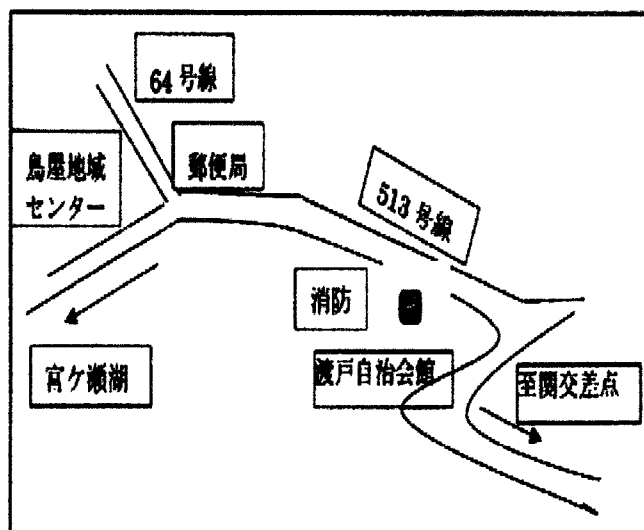 64号線
鳥屋地域
センター
郵便局
513号線
消防
渡戸自治会館
宮ケ瀬湖
至関交差点